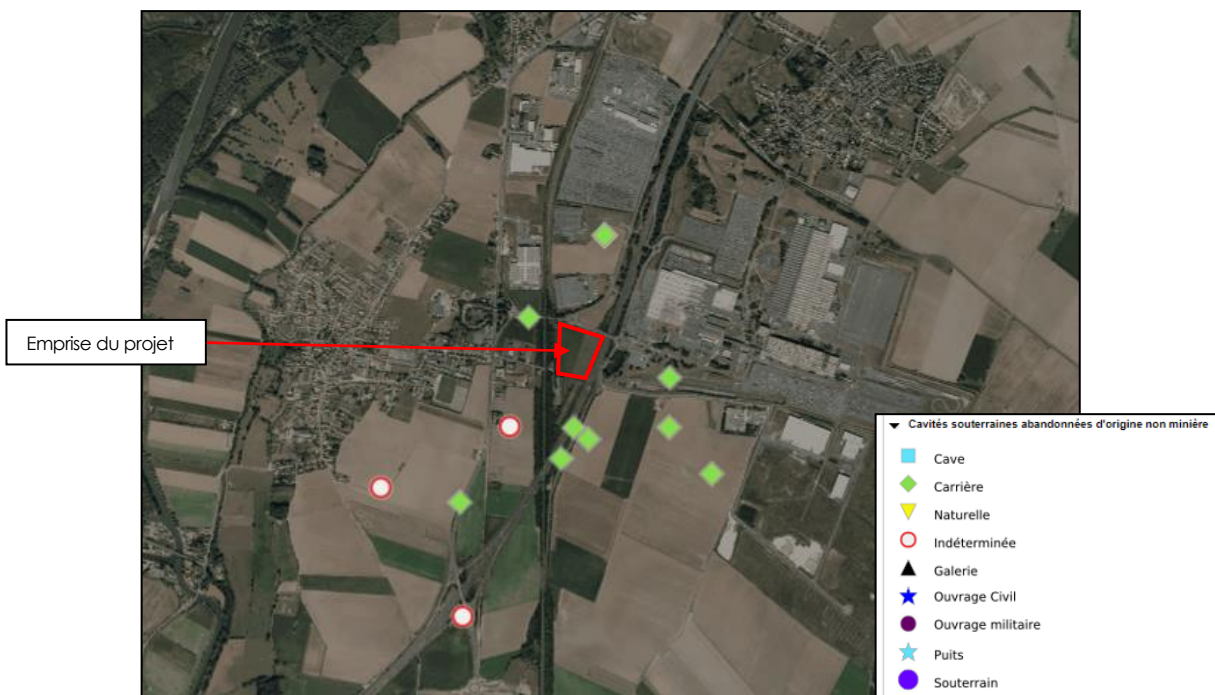 Emprise du projet
Cavités souterraines abandonnées d'origine non minière
Cave
Carrière
Naturelle
Indéterminée
Galerie
Ouvrage Civil
Ouvrage militaire
Puits
Souterrain